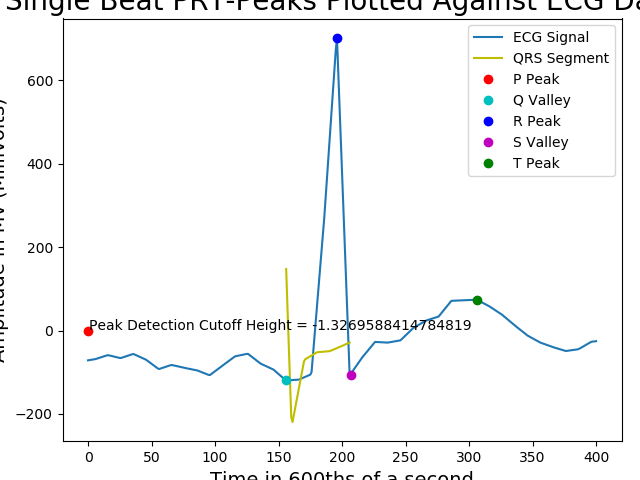 Single Beat PRT-Peaks Plotted Against ECG Da
Amplitude in MV (Millivolts)
600
400
200
0
−200
ECG Signal
QRS Segment
P Peak
Q Valley
R Peak
S Valley
T Peak
Peak Detection Cutoff Height = -1.3269588414784819
0 50 100 150 200 250 300 350 400
Time in 600ths of a second